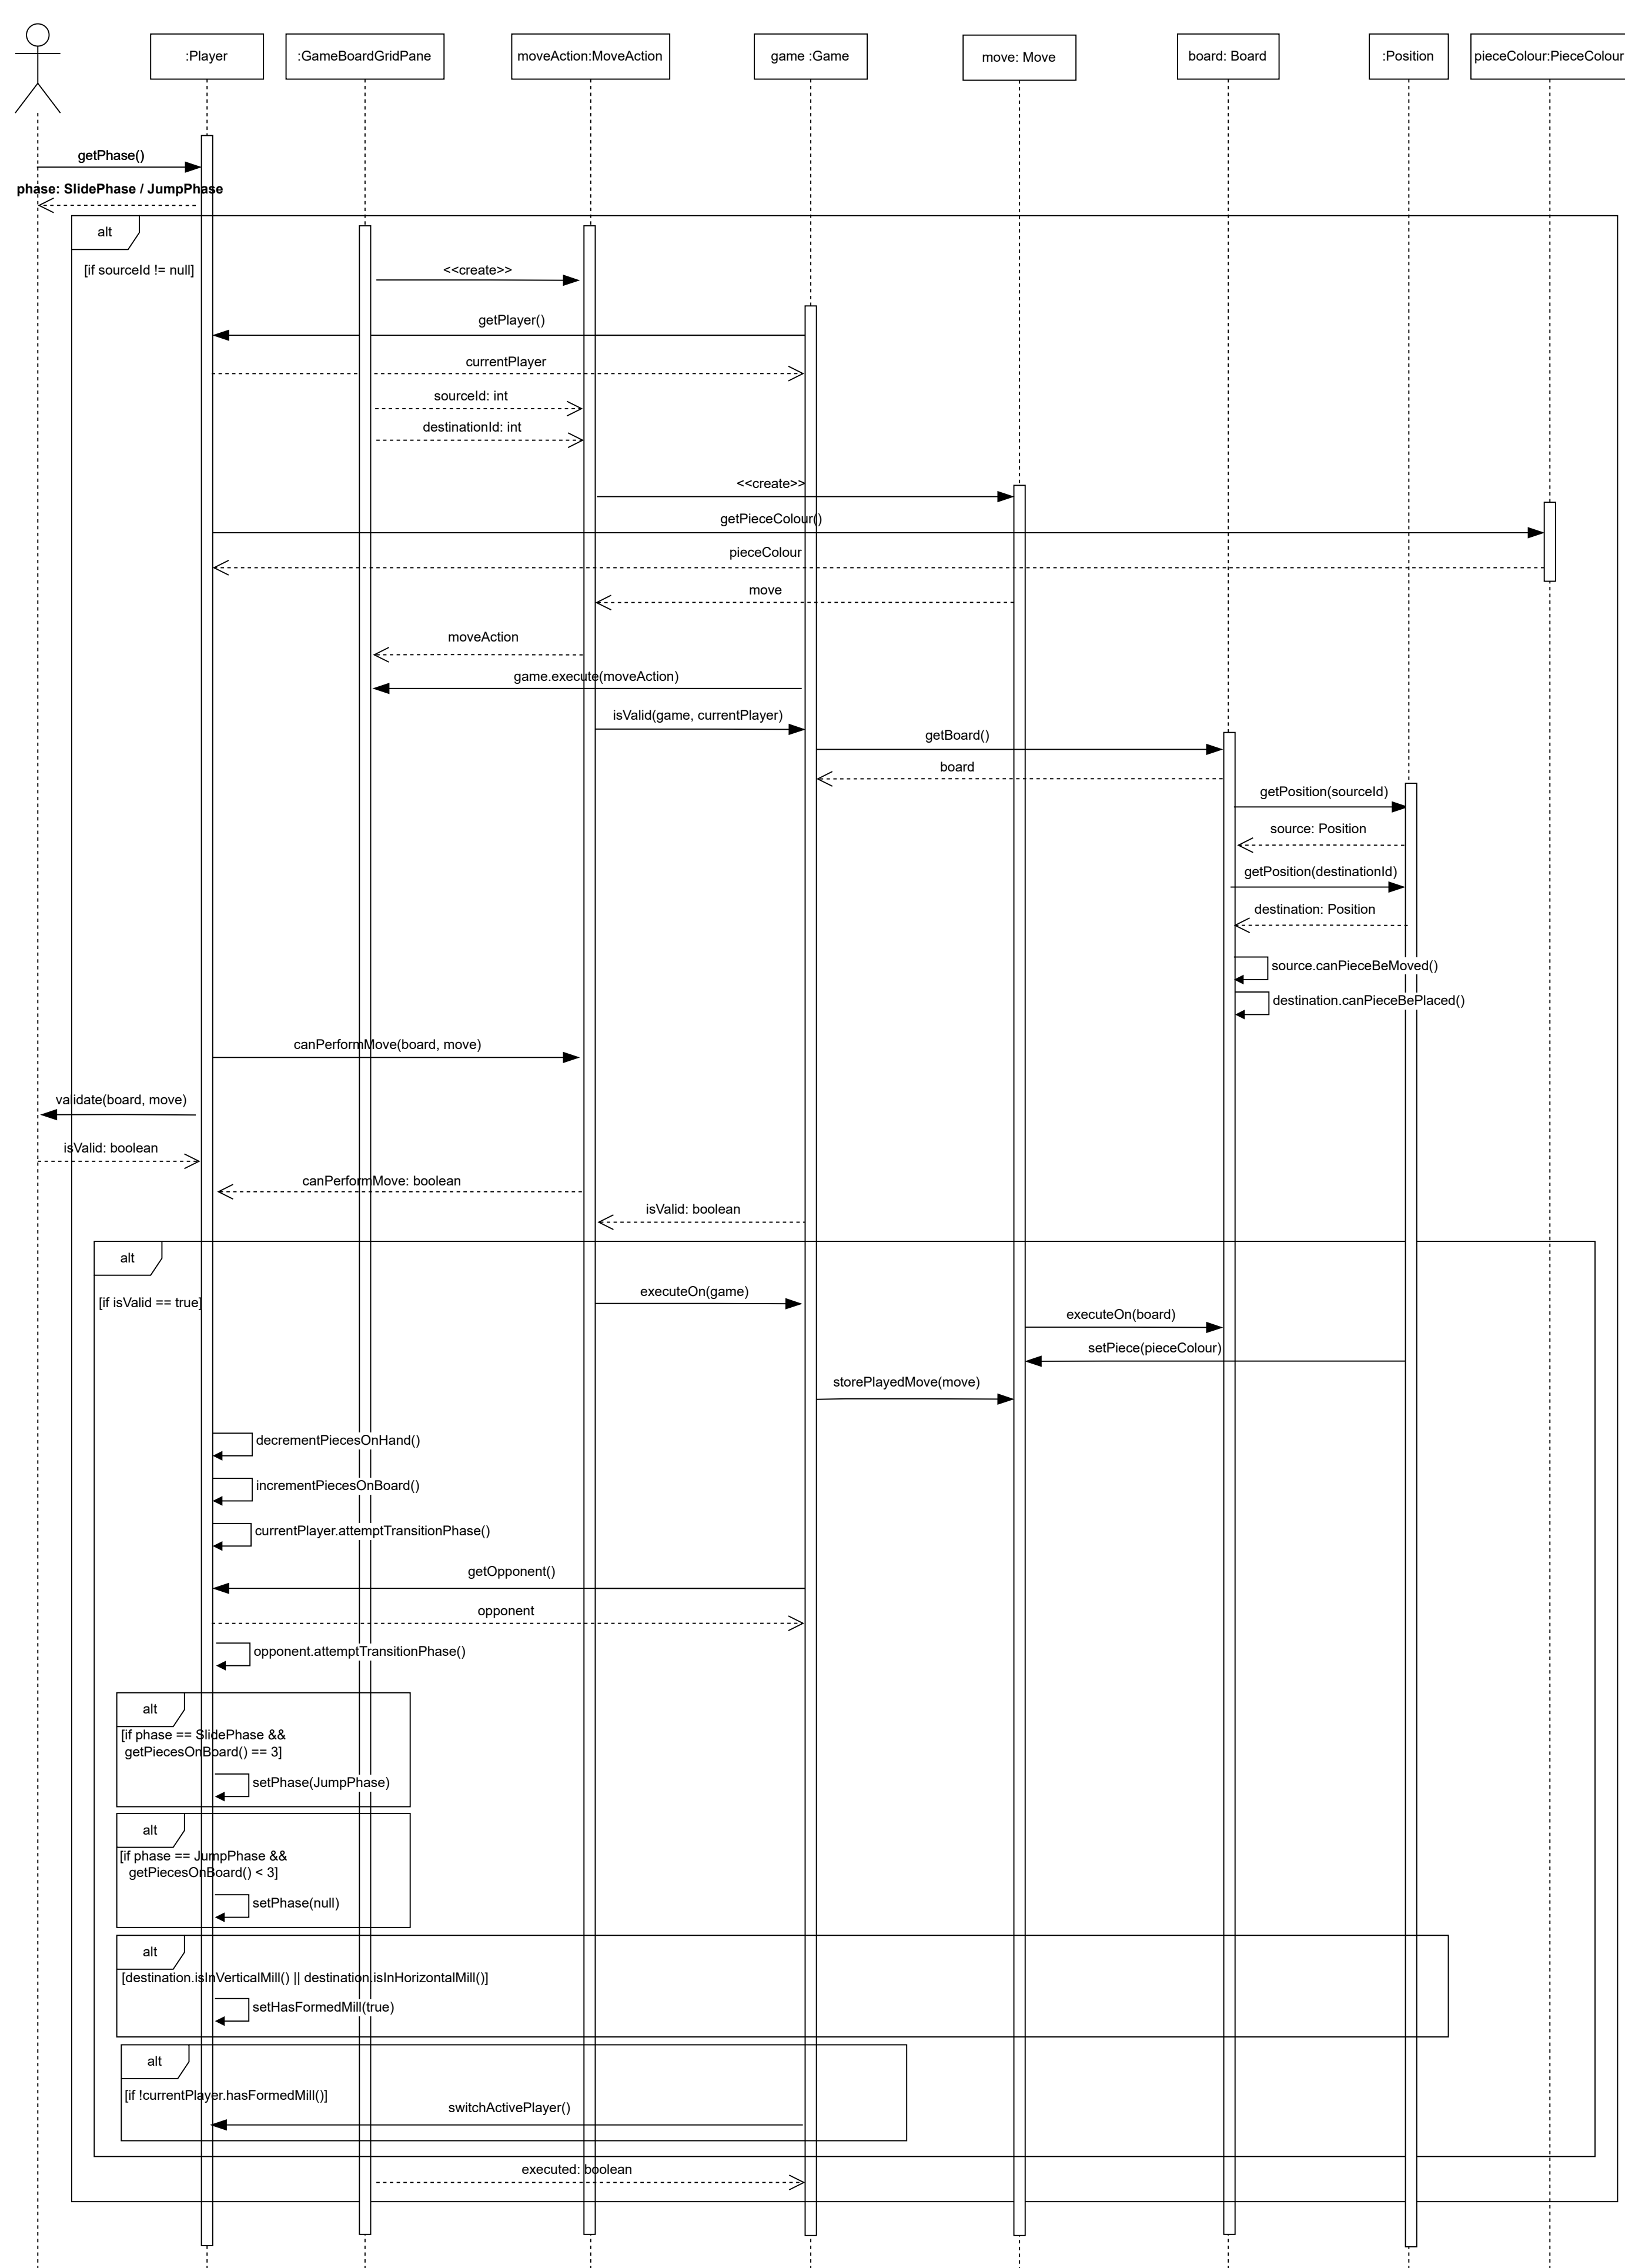 :Player
:GameBoardGridPane
moveAction:MoveAction
game :Game
move: Move
board: Board
:Position
pieceColour:PieceColour
getPhase()
phase: SlidePhase / JumpPhase
alt
[if sourceId != null]
<<create>>
getPlayer()
currentPlayer
sourceId: int
destinationId: int
<<create>>
getPieceColour()
pieceColour
move
moveAction
game.execute(moveAction)
isValid(game, currentPlayer)
getBoard()
board
getPosition(sourceId)
source: Position
getPosition(destinationId)
destination: Position
source.canPieceBeMoved()
destination.canPieceBePlaced()
canPerformMove(board, move)
validate(board, move)
isValid: boolean
canPerformMove: boolean
isValid: boolean
alt
[if isValid == true]
executeOn(game)
executeOn(board)
setPiece(pieceColour)
storePlayedMove(move)
decrementPiecesOnHand()
incrementPiecesOnBoard()
currentPlayer.attemptTransitionPhase()
getOpponent()
opponent
opponent.attemptTransitionPhase()
alt
[if phase == SlidePhase &&
getPiecesOnBoard() == 3]
setPhase(JumpPhase)
alt
[if phase == JumpPhase &&
getPiecesOnBoard() < 3]
setPhase(null)
alt
[destination.isInVerticalMill() || destination.isInHorizontalMill()]
setHasFormedMill(true)
alt
[if !currentPlayer.hasFormedMill()]
switchActivePlayer()
executed: boolean